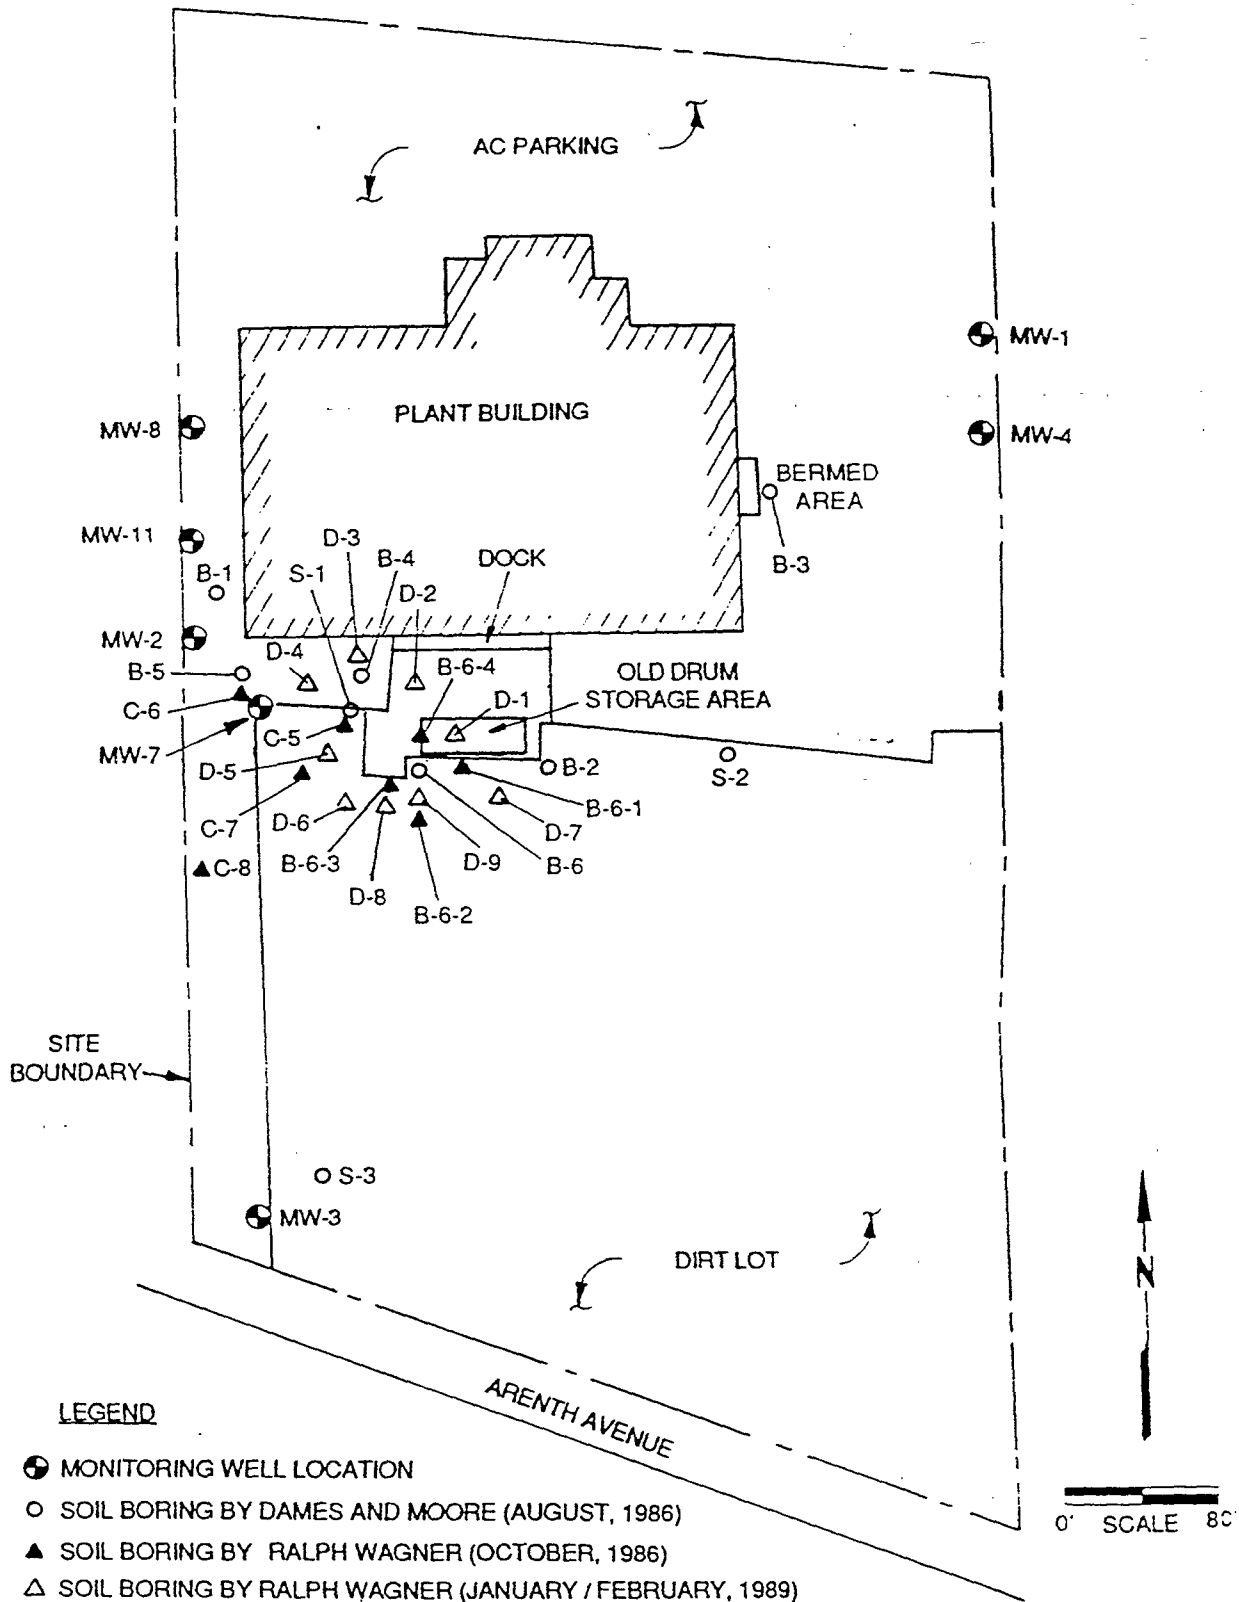 AC PARKING
MW-1
PLANT BUILDING
MW-8
MW-4
BERMED
AREA
MW-11
D-3
B-4
DOCK
B-3
B-1
S-1
D-2
MW-2
D-4
B-6-4
OLD DRUM
STORAGE AREA
B-5
D-1
C-6
C-5
MW-7
D-5
B-2
S-2
C-7
D-6
B-6-1
B-6-3
D-7
C-8
D-8
D-9
B-6
B-6-2
SITE
BOUNDARY
S-3
MW-3
DIRT LOT
N
ARENTH AVENUE
LEGEND
MONITORING WELL LOCATION
SOIL BORING BY DAMES AND MOORE (AUGUST, 1986)
0' SCALE 80'
SOIL BORING BY RALPH WAGNER (OCTOBER, 1986)
SOIL BORING BY RALPH WAGNER (JANUARY / FEBRUARY, 1989)